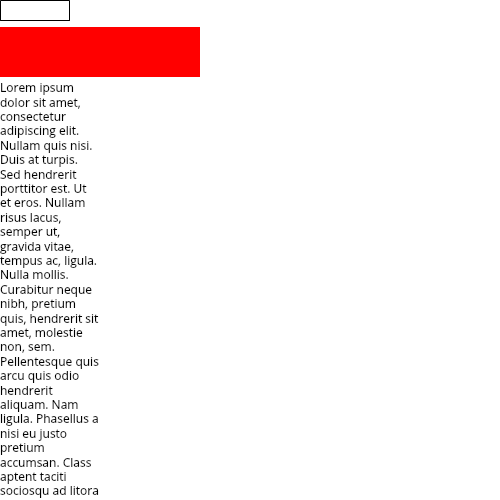 Lorem ipsum
dolor sit amet,
consectetur
adipiscing elit.
Nullam quis nisi.
Duis at turpis.
Sed hendrerit
porttitor est. Ut
et eros. Nullam
risus lacus,
semper ut,
gravida vitae,
tempus ac, ligula.
Nulla mollis.
Curabitur neque
nibh, pretium
quis, hendrerit sit
amet, molestie
non, sem.
Pellentesque quis
arcu quis odio
hendrerit
aliquam. Nam
ligula. Phasellus a
nisi eu justo
pretium
accumsan. Class
aptent taciti
sociosqu ad litora